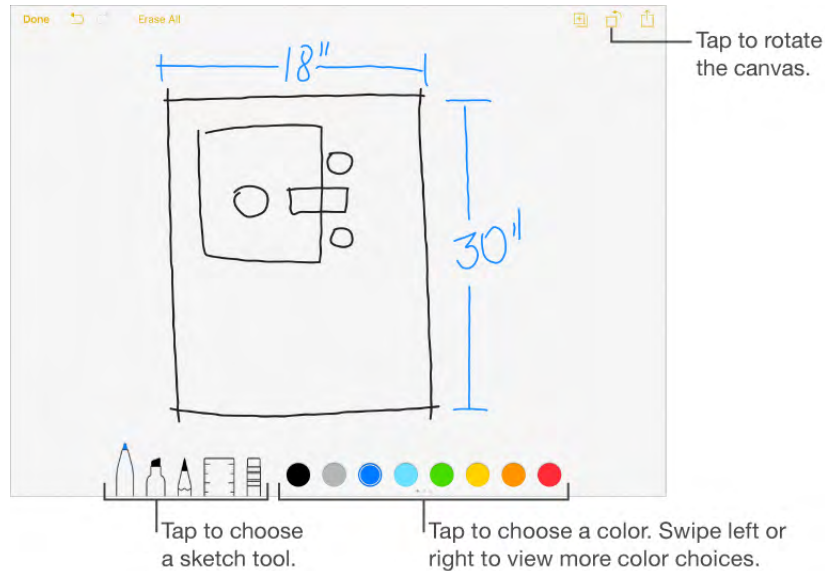 Done Erase All
Tap to rotate
the canvas.
18"
30"
Tap to choose
a sketch tool.
Tap to choose a color. Swipe left or
right to view more color choices.